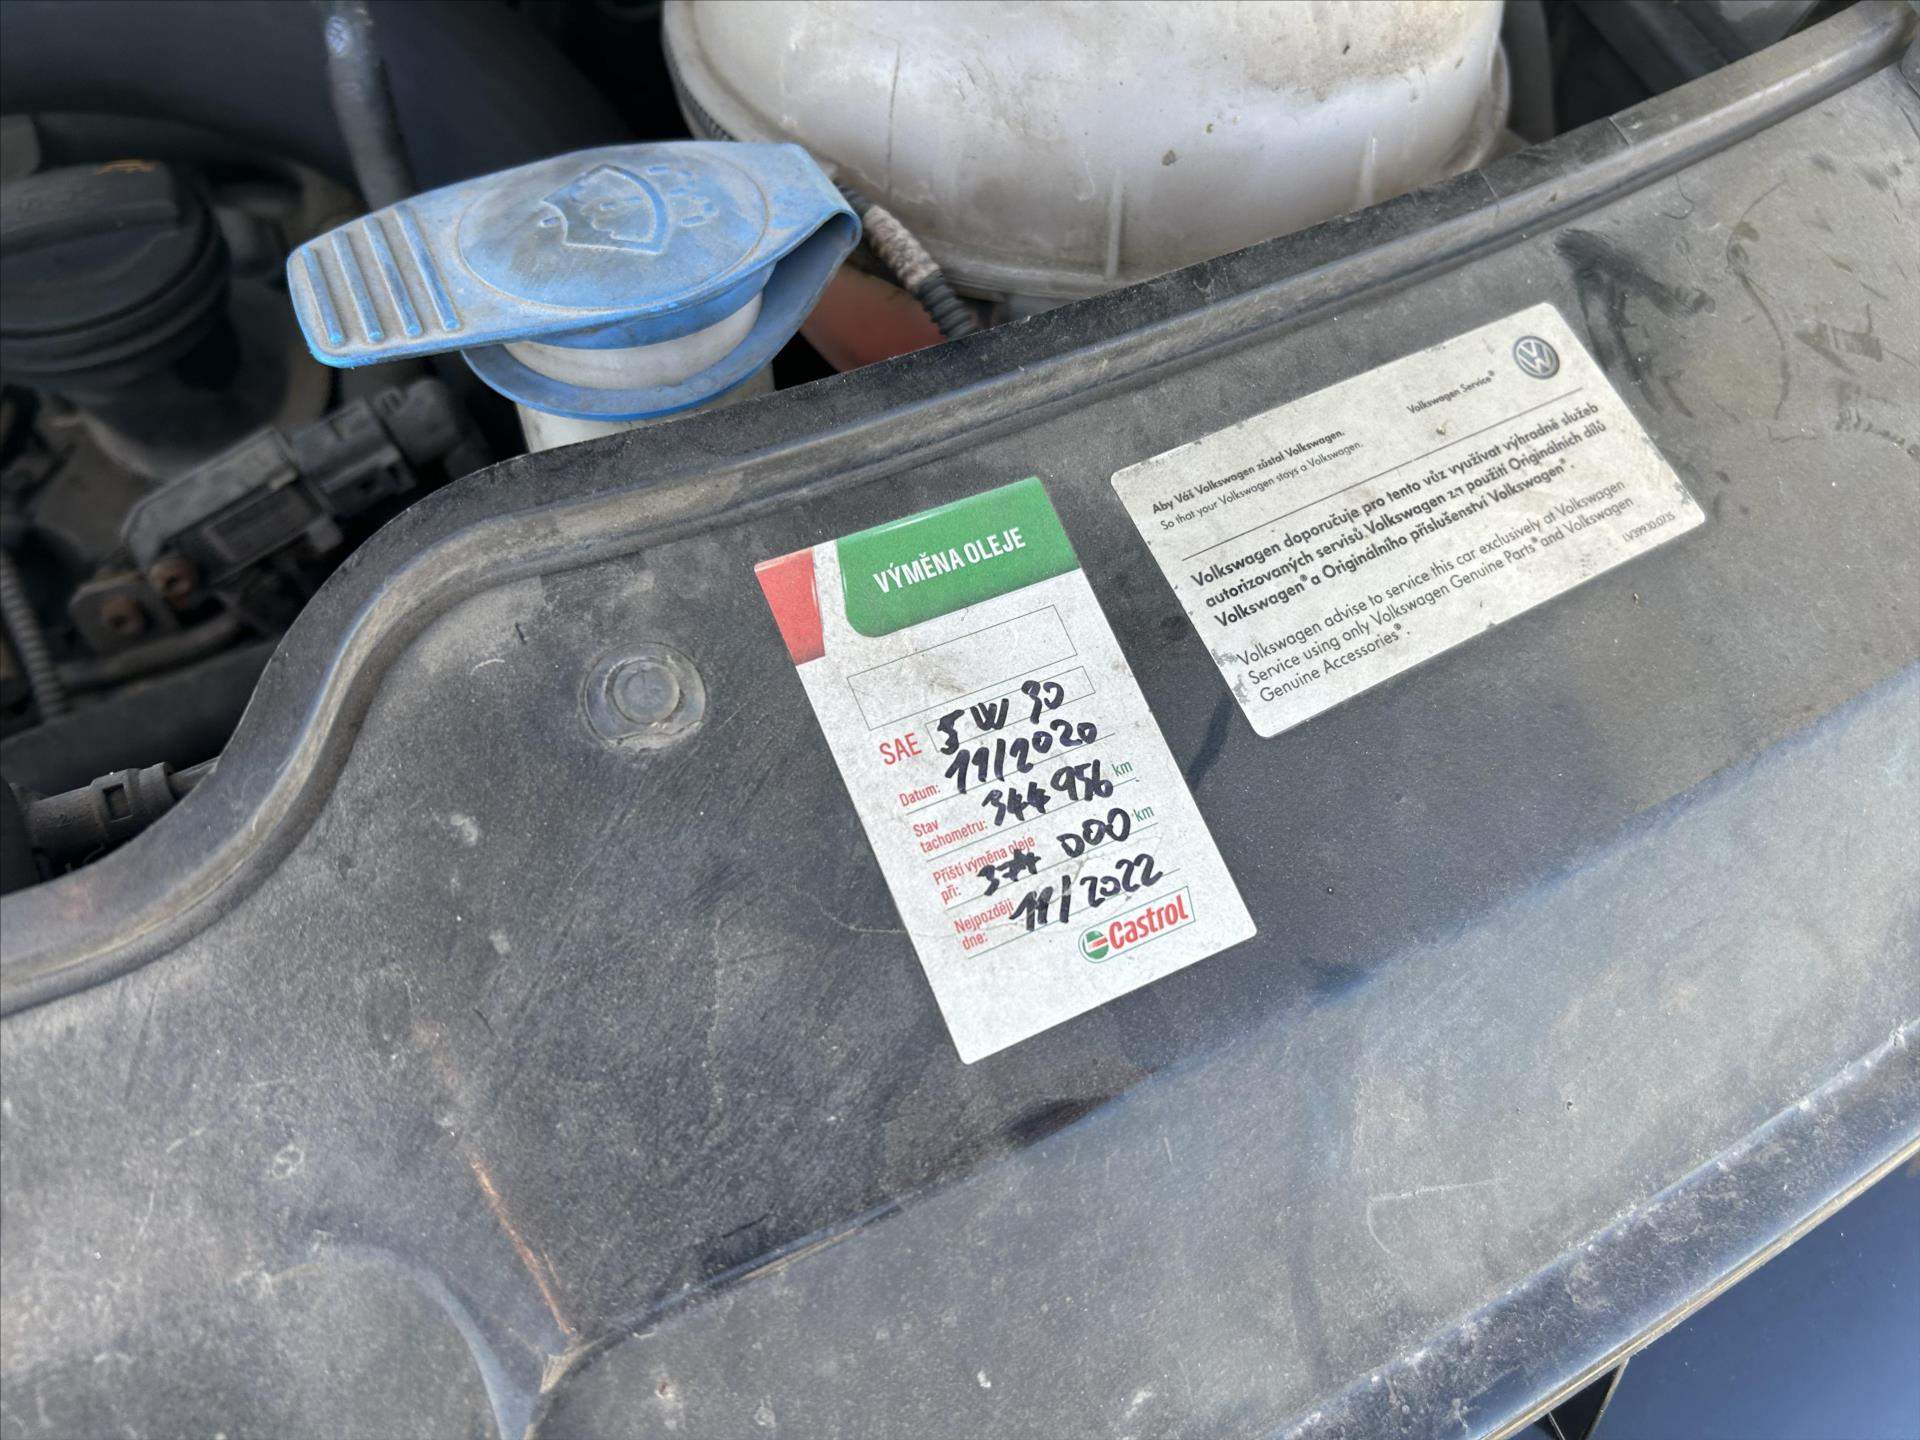 VÝMĚNA OLEJE
SAE 5W30
Datum: 11/2020
Stav
tachometru: 344 956 km
Příští výměna oleje
při: 374 000 km
Nejpozději
dne: 11/2022
Castrol
Volkswagen Service®
Aby Váš Volkswagen zůstal Volkswagen.
So that your Volkswagen stays a Volkswagen.
Volkswagen doporučuje pro tento vůz využívat výhradně služeb
autorizovaných servisů Volkswagen za použití Originálních dílů
Volkswagen® a Originálního příslušenství Volkswagen®.
Volkswagen advise to service this car exclusively at Volkswagen
Service using only Volkswagen Genuine Parts® and Volkswagen
Genuine Accessories®.